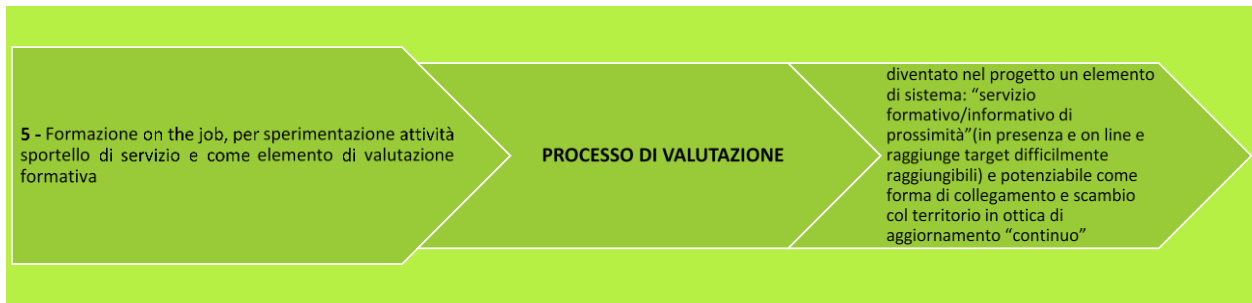 5 - Formazione on the job, per sperimentazione attività
sportello di servizio e come elemento di valutazione
formativa
PROCESSO DI VALUTAZIONE
diventato nel progetto un elemento
di sistema: “servizio
formativo/informativo di
prossimità”(in presenza e on line e
raggiunge target difficilmente
raggiungibili) e potenziabile come
forma di collegamento e scambio
col territorio in ottica di
aggiornamento “continuo”